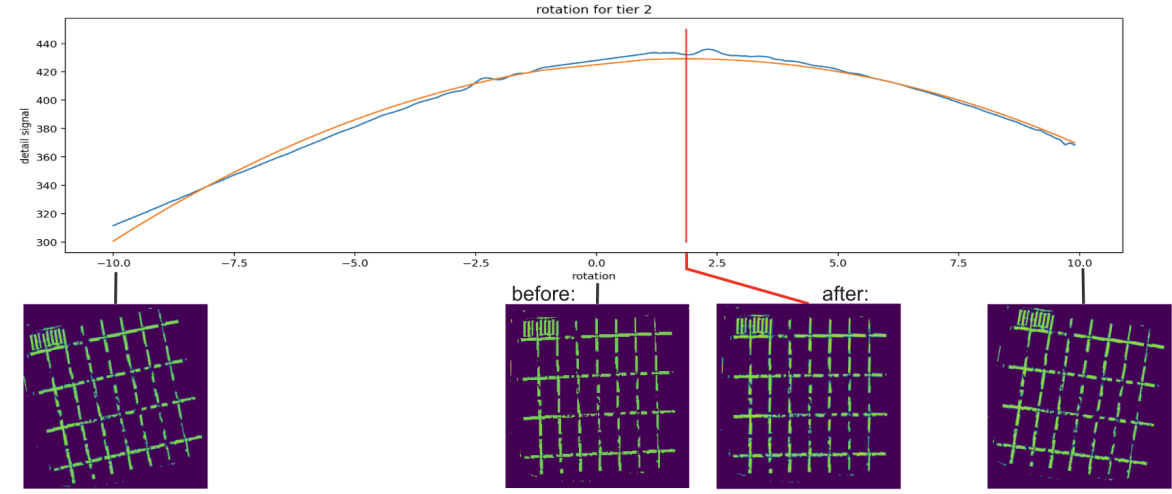 rotation for tier 2
detail signal
440
420
400
380
360
340
320
300
−10.0 −7.5 −5.0 −2.5 0.0 2.5 5.0 7.5 10.0
rotation
before: after: